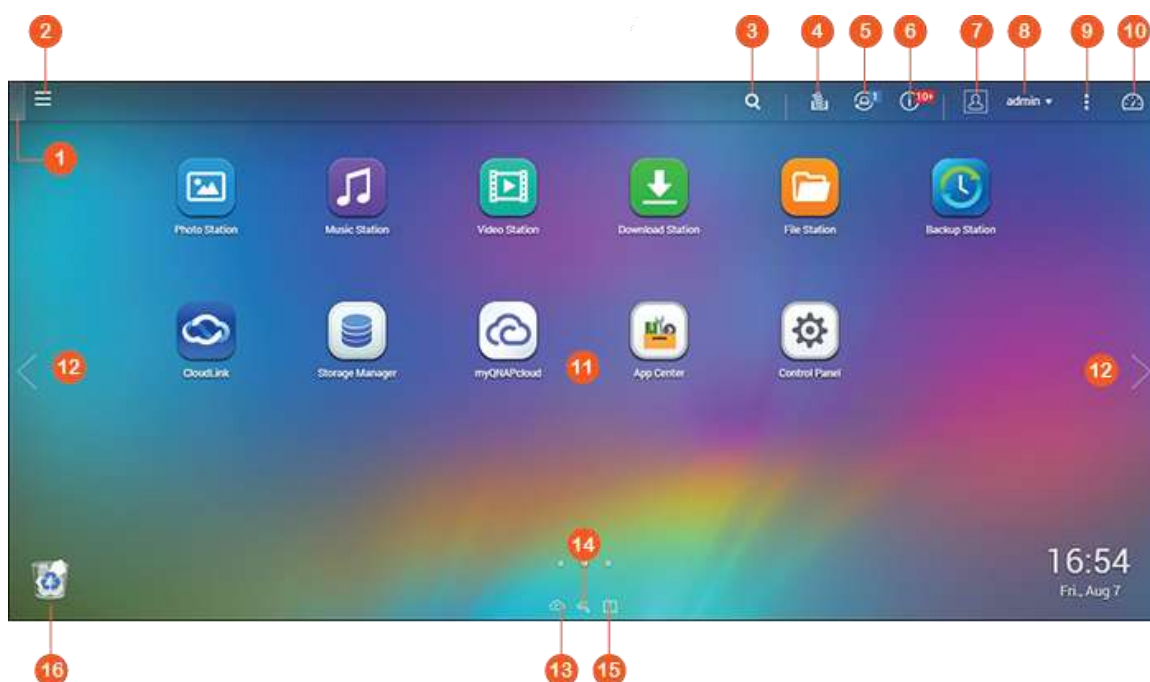 2
3
4
5
6
7
8
9
10
1
10+
admin
1
Photo Station
Music Station
Video Station
Download Station
File Station
Backup Station
12
11
12
CloudLink
Storage Manager
myQNAPcloud
App Center
Control Panel
14
16:54
Fri., Aug 7
16
13
15